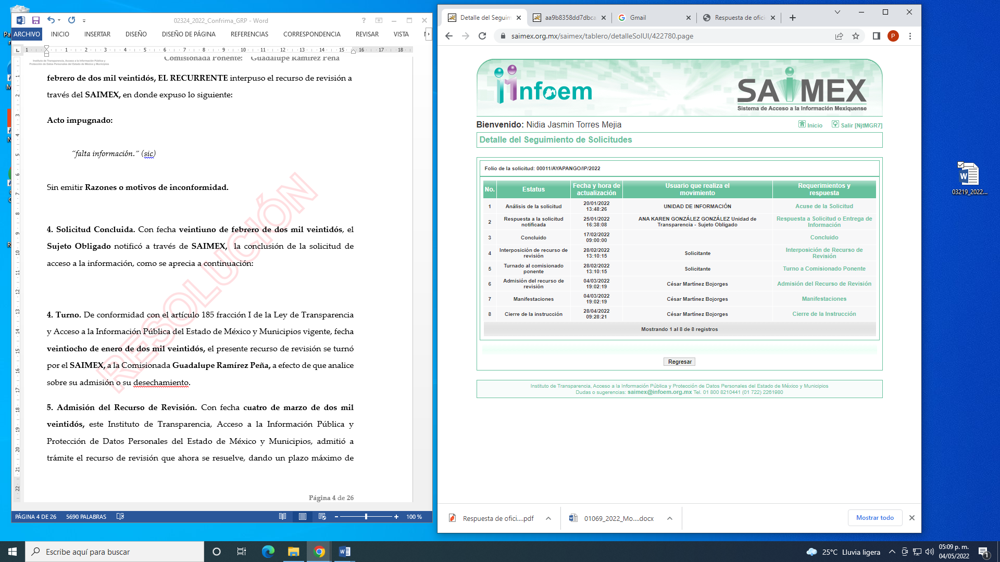 02324_2022_Confrima_GRP - Word
ARCHIVO INICIO INSERTAR DISEÑO DISEÑO DE PÁGINA REFERENCIAS CORRESPONDENCIA REVISAR VISTA
Instituto de Transparencia, Acceso a la Información Pública y
Protección de Datos Personales del Estado de México y Municipios
Comisionada Ponente: Guadalupe Ramírez Peña
febrero de dos mil veintidós, EL RECURRENTE interpuso el recurso de revisión a
través del SAIMEX, en donde expuso lo siguiente:
Acto impugnado:
“falta información.” (sic)
Sin emitir Razones o motivos de inconformidad.
4. Solicitud Concluida. Con fecha veintiuno de febrero de dos mil veintidós, el
Sujeto Obligado notificó a través de SAIMEX, la conclusión de la solicitud de
acceso a la información, como se aprecia a continuación:
4. Turno. De conformidad con el artículo 185 fracción I de la Ley de Transparencia
y Acceso a la Información Pública del Estado de México y Municipios vigente, fecha
veintiocho de enero de dos mil veintidós, el presente recurso de revisión se turnó
por el SAIMEX, a la Comisionada Guadalupe Ramírez Peña, a efecto de que analice
sobre su admisión o su desechamiento.
5. Admisión del Recurso de Revisión. Con fecha cuatro de marzo de dos mil
veintidós, este Instituto de Transparencia, Acceso a la Información Pública y
Protección de Datos Personales del Estado de México y Municipios, admitió a
trámite el recurso de revisión que ahora se resuelve, dando un plazo máximo de
RESOLUCIÓN
Página 4 de 26
PÁGINA 4 DE 26 5690 PALABRAS 100 %
Detalle del Seguim aa9b8358dd7dbca Gmail Respuesta de ofici
saimex.org.mx/saimex/tablero/detalleSolUI/422780.page P
infoem
SAIMEX
Sistema de Acceso a la Información Mexiquense
Bienvenido: Nidia Jasmin Torres Mejia Inicio Salir [NjtMGR7]
Detalle del Seguimiento de Solicitudes
Folio de la solicitud: 00011/AYAPANGO/IP/2022
No. Estatus Fecha y hora de actualización Usuario que realiza el movimiento Requerimientos y respuesta
1 Análisis de la solicitud 20/01/2022 13:48:26 UNIDAD DE INFORMACIÓN Acuse de la Solicitud
2 Respuesta a la solicitud notificada 25/01/2022 16:38:08 ANA KAREN GONZÁLEZ GONZÁLEZ Unidad de Transparencia - Sujeto Obligado Respuesta a Solicitud o Entrega de Información
3 Concluido 17/02/2022 09:00:00 Concluido
4 Interposición de recurso de revisión 28/02/2022 13:10:15 Solicitante Interposición de Recurso de Revisión
5 Turnado al comisionado ponente 28/02/2022 13:10:15 Solicitante Turno a Comisionado Ponente
6 Admisión del recurso de revisión 04/03/2022 19:02:19 César Martínez Bojorges Admisión del Recurso de Revisión
7 Manifestaciones 04/03/2022 19:02:19 César Martínez Bojorges Manifestaciones
8 Cierre de la instrucción 28/04/2022 09:28:21 César Martínez Bojorges Cierre de la Instrucción
Mostrando 1 al 8 de 8 registros
Regresar
Instituto de Transparencia, Acceso a la Información Pública y Protección de Datos Personales del Estado de México y Municipios
Dudas o sugerencias: saimex@infoem.org.mx Tel. 01 800 8210441 (01 722) 2261980
Respuesta de ofici....pdf 01069_2022_Mo....docx Mostrar todo
03219_2022...
Escribe aquí para buscar
25°C Lluvia ligera
05:09 p. m.
04/05/2022
1